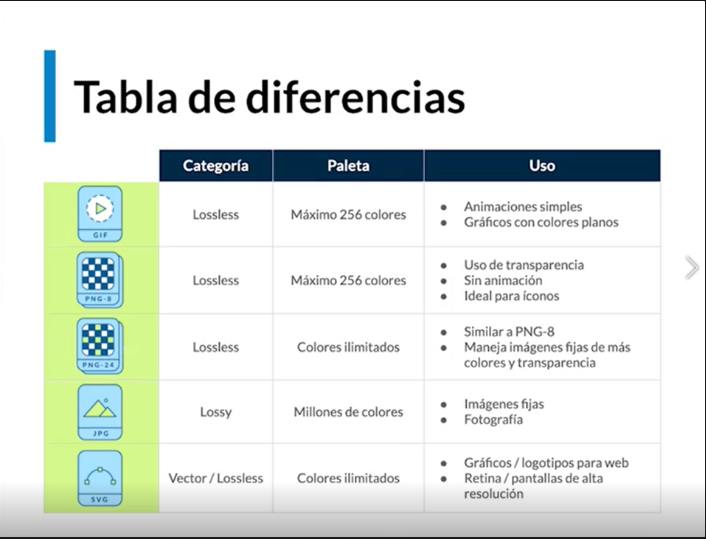 Tabla de diferencias
Categoría Paleta Uso
GIF
Lossless
Máximo 256 colores
● Animaciones simples
● Gráficos con colores planos
PNG-8
Lossless
Máximo 256 colores
● Uso de transparencia
● Sin animación
● Ideal para íconos
PNG-24
Lossless
Colores ilimitados
● Similar a PNG-8
● Maneja imágenes fijas de más
colores y transparencia
JPG
Lossy
Millones de colores
● Imágenes fijas
● Fotografía
SVG
Vector / Lossless
Colores ilimitados
● Gráficos / logotipos para web
● Retina / pantallas de alta
resolución